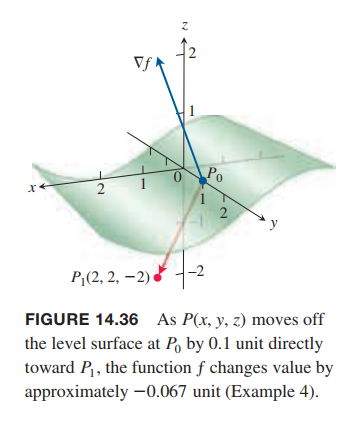 z
2
∇f
1
P₀
0
x
2
1
1
2
y
P₁(2, 2, −2)
−2
FIGURE 14.36 As P(x, y, z) moves off
the level surface at P₀ by 0.1 unit directly
toward P₁, the function f changes value by
approximately −0.067 unit (Example 4).